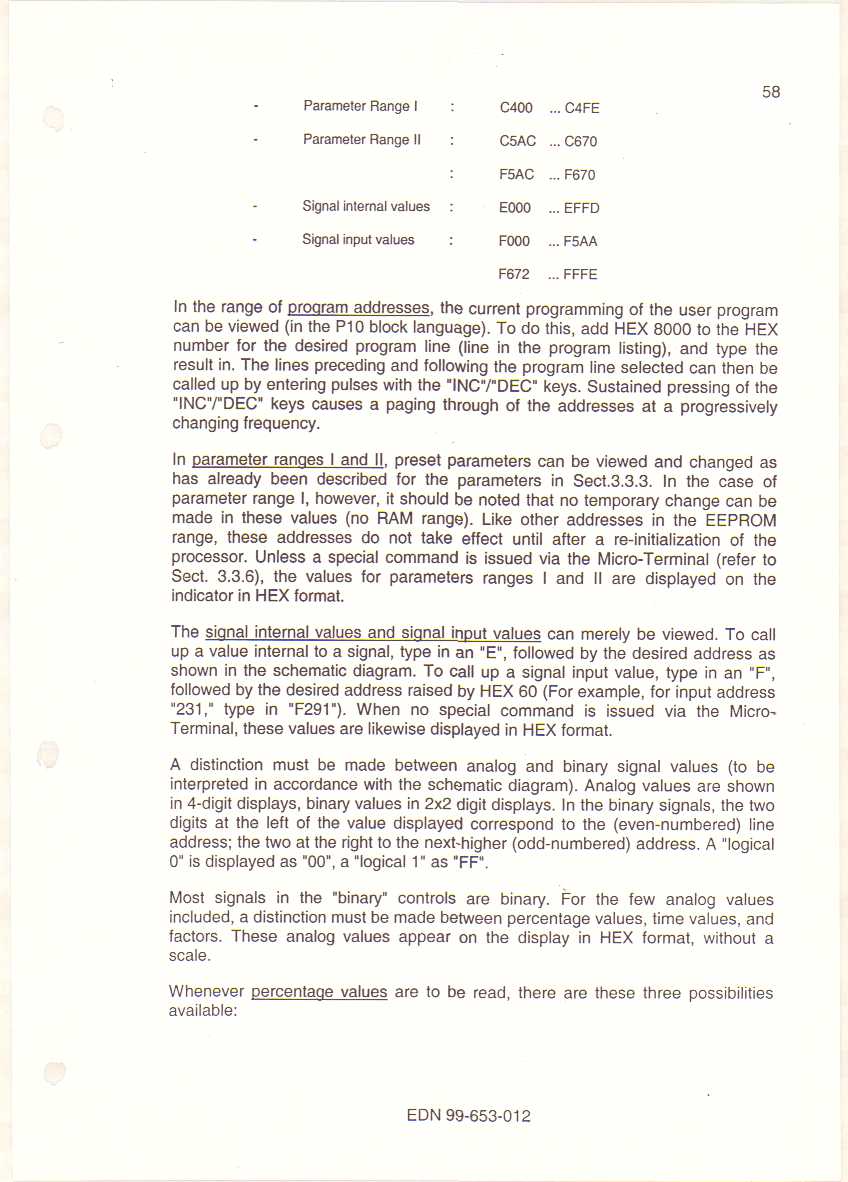 58
- Parameter Range I : C400 ... C4FE
- Parameter Range II : C5AC ... C670
: F5AC ... F670
- Signal internal values : E000 ... EFFD
- Signal input values : F000 ... F5AA
F672 ... FFFE
In the range of program addresses, the current programming of the user program
can be viewed (in the P10 block language). To do this, add HEX 8000 to the HEX
number for the desired program line (line in the program listing), and type the
result in. The lines preceding and following the program line selected can then be
called up by entering pulses with the "INC"/"DEC" keys. Sustained pressing of the
"INC"/"DEC" keys causes a paging through of the addresses at a progressively
changing frequency.
In parameter ranges I and II, preset parameters can be viewed and changed as
has already been described for the parameters in Sect.3.3.3. In the case of
parameter range I, however, it should be noted that no temporary change can be
made in these values (no RAM range). Like other addresses in the EEPROM
range, these addresses do not take effect until after a re-initialization of the
processor. Unless a special command is issued via the Micro-Terminal (refer to
Sect. 3.3.6), the values for parameters ranges I and II are displayed on the
indicator in HEX format.
The signal internal values and signal input values can merely be viewed. To call
up a value internal to a signal, type in an "E", followed by the desired address as
shown in the schematic diagram. To call up a signal input value, type in an "F",
followed by the desired address raised by HEX 60 (For example, for input address
"231," type in "F291"). When no special command is issued via the Micro-
Terminal, these values are likewise displayed in HEX format.
A distinction must be made between analog and binary signal values (to be
interpreted in accordance with the schematic diagram). Analog values are shown
in 4-digit displays, binary values in 2x2 digit displays. In the binary signals, the two
digits at the left of the value displayed correspond to the (even-numbered) line
address; the two at the right to the next-higher (odd-numbered) address. A "logical
0" is displayed as "00", a "logical 1" as "FF".
Most signals in the "binary" controls are binary. For the few analog values
included, a distinction must be made between percentage values, time values, and
factors. These analog values appear on the display in HEX format, without a
scale.
Whenever percentage values are to be read, there are these three possibilities
available:
EDN 99-653-012